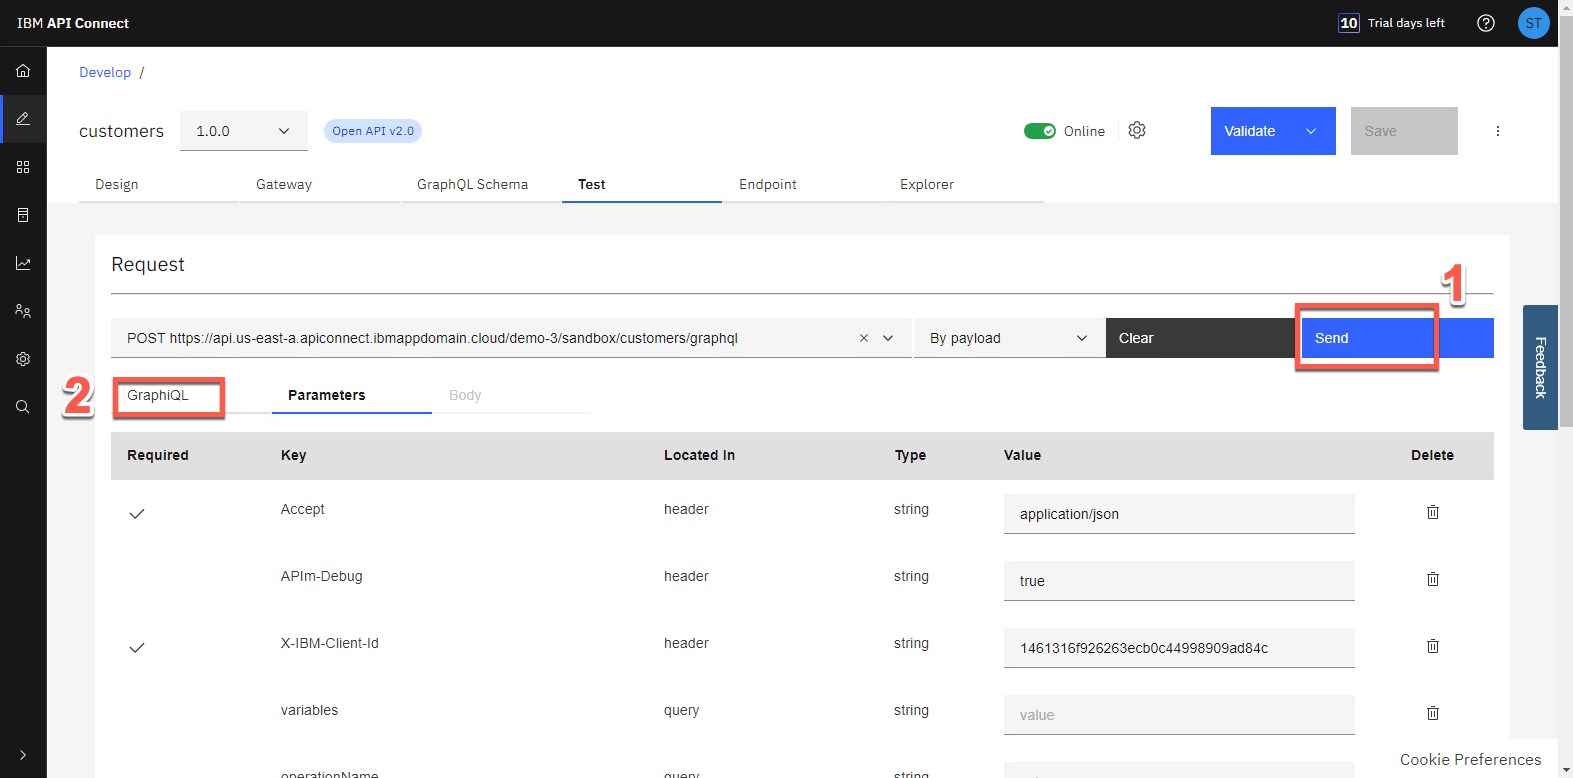 IBM API Connect
10 Trial days left
ST
Develop /
customers 1.0.0 Open API v2.0 Online Validate Save
Design Gateway GraphQL Schema Test Endpoint Explorer
Request
1
POST https://api.us-east-a.apiconnect.ibmappdomain.cloud/demo-3/sandbox/customers/graphql By payload Clear Send
Feedback
2 GraphiQL Parameters Body
Required Key Located In Type Value Delete
Accept header string application/json
APIm-Debug header string true
X-IBM-Client-Id header string 1461316f926263ecb0c44998909ad84c
variables query string value
operationName query string
Cookie Preferences